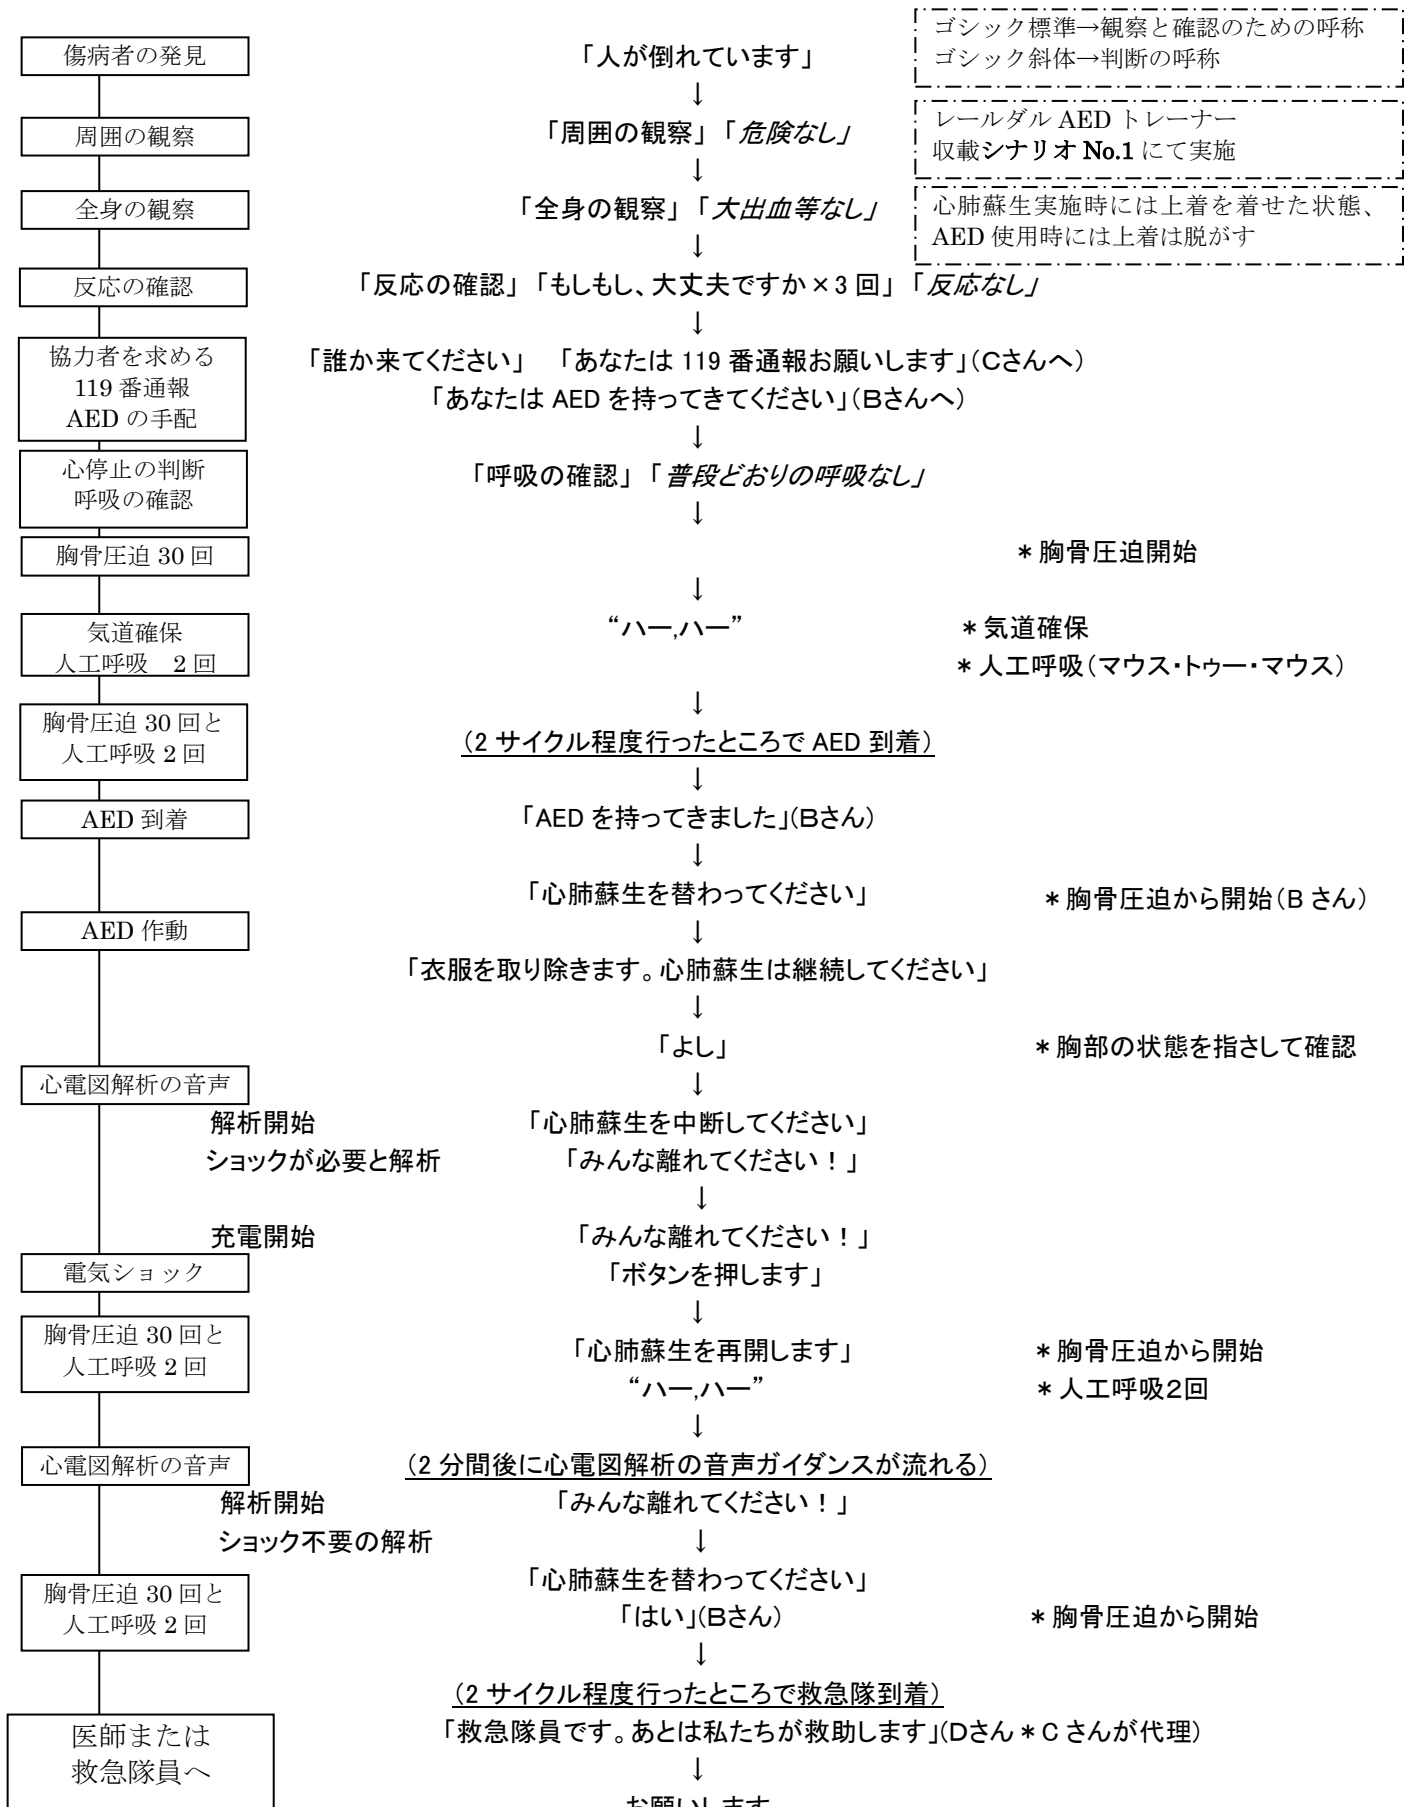 ゴシック標準→観察と確認のための呼称
ゴシック斜体→判断の呼称
傷病者の発見
「人が倒れています」
↓
レールダル AED トレーナー
収載シナリオ No.1 にて実施
周囲の観察
「周囲の観察」「危険なし」
↓
心肺蘇生実施時には上着を着せた状態、
AED 使用時には上着は脱がす
全身の観察
「全身の観察」「大出血等なし」
↓
反応の確認
「反応の確認」「もしもし、大丈夫ですか×3 回」「反応なし」
↓
協力者を求める
119 番通報
AED の手配
「誰か来てください」　「あなたは 119 番通報お願いします」(Cさんへ)
「あなたは AED を持ってきてください」(Bさんへ)
↓
心停止の判断
呼吸の確認
「呼吸の確認」「普段どおりの呼吸なし」
↓
胸骨圧迫 30 回
＊胸骨圧迫開始
↓
気道確保
人工呼吸　2 回
“ハー,ハー”
＊気道確保
＊人工呼吸(マウス・トゥー・マウス)
↓
胸骨圧迫 30 回と
人工呼吸 2 回
(2 サイクル程度行ったところで AED 到着)
↓
AED 到着
「AED を持ってきました」(Bさん)
↓
「心肺蘇生を替わってください」
＊胸骨圧迫から開始(B さん)
AED 作動
↓
「衣服を取り除きます。心肺蘇生は継続してください」
↓
「よし」
＊胸部の状態を指さして確認
心電図解析の音声
↓
解析開始
「心肺蘇生を中断してください」
ショックが必要と解析
「みんな離れてください！」
↓
充電開始
「みんな離れてください！」
電気ショック
「ボタンを押します」
↓
胸骨圧迫 30 回と
人工呼吸 2 回
「心肺蘇生を再開します」
＊胸骨圧迫から開始
“ハー,ハー”
＊人工呼吸２回
↓
心電図解析の音声
(2 分間後に心電図解析の音声ガイダンスが流れる)
解析開始
「みんな離れてください！」
ショック不要の解析
↓
胸骨圧迫 30 回と
人工呼吸 2 回
「心肺蘇生を替わってください」
「はい」(Bさん)
＊胸骨圧迫から開始
↓
(2 サイクル程度行ったところで救急隊到着)
医師または
救急隊員へ
「救急隊員です。あとは私たちが救助します」(Dさん＊C さんが代理)
↓
お願いします